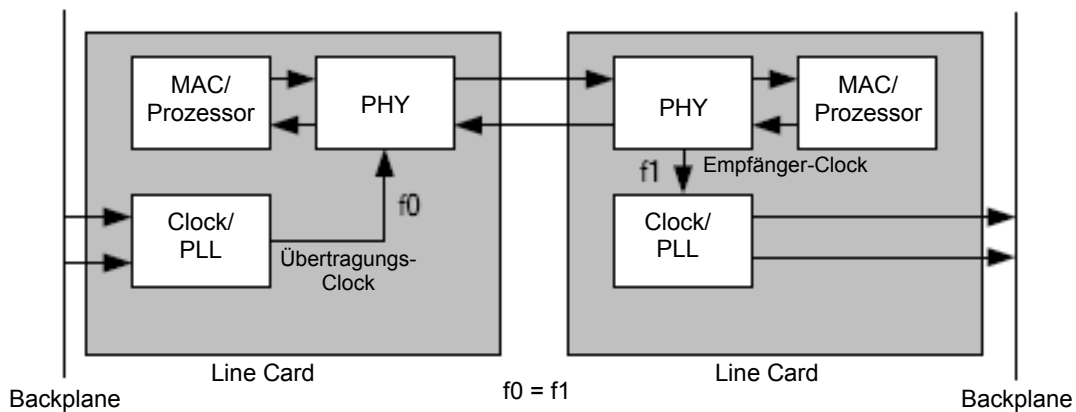 MAC/
Prozessor
PHY
PHY
MAC/
Prozessor
f1
Empfänger-Clock
f0
Clock/
PLL
Übertragungs-
Clock
Clock/
PLL
Line Card
Line Card
f0 = f1
Backplane
Backplane